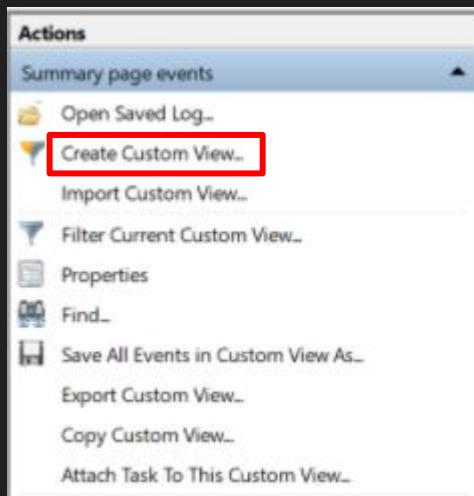 Actions
Summary page events
Open Saved Log...
Create Custom View...
Import Custom View...
Filter Current Custom View...
Properties
Find...
Save All Events in Custom View As...
Export Custom View...
Copy Custom View...
Attach Task To This Custom View...